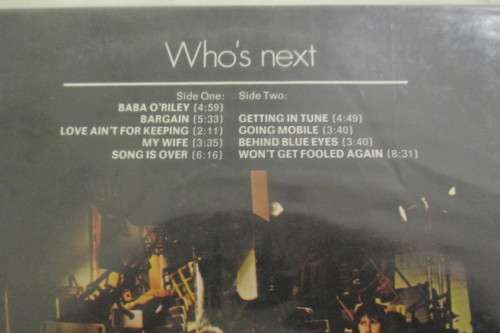 Who's next
Side One:
BABA O'RILEY (4:59)
BARGAIN (5:33)
LOVE AIN'T FOR KEEPING (2:11)
MY WIFE (3:35)
SONG IS OVER (6:16)
Side Two:
GETTING IN TUNE (4:49)
GOING MOBILE (3:40)
BEHIND BLUE EYES (3:40)
WON'T GET FOOLED AGAIN (8:31)